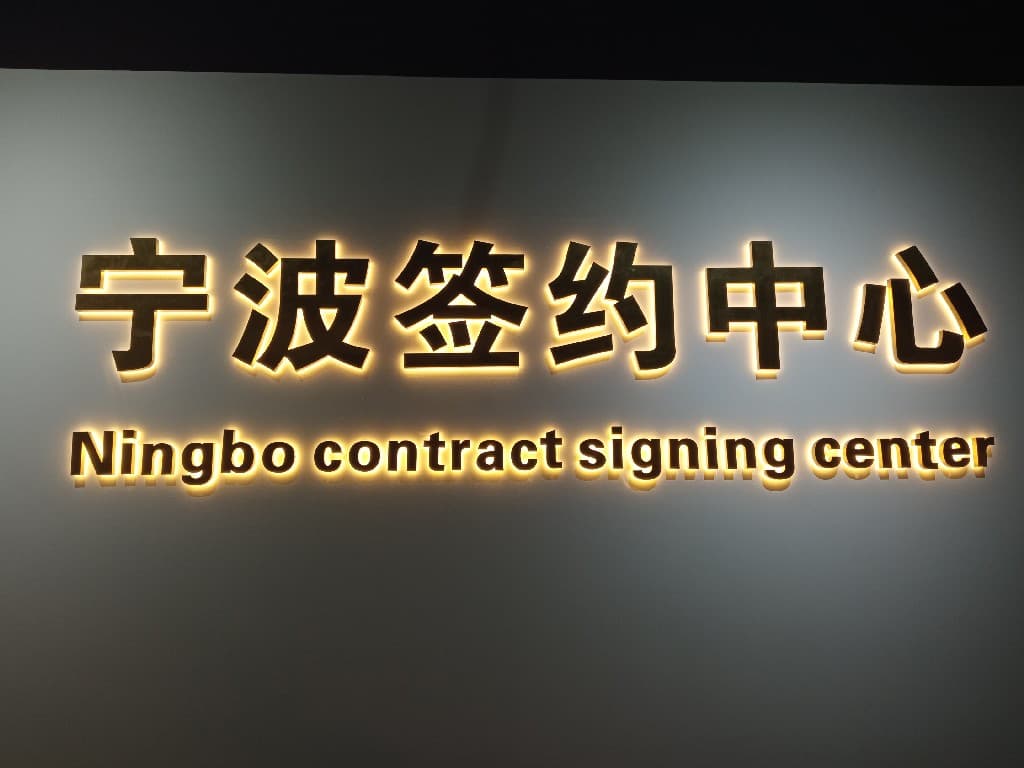 宁波签约中心
Ningbo contract signing center